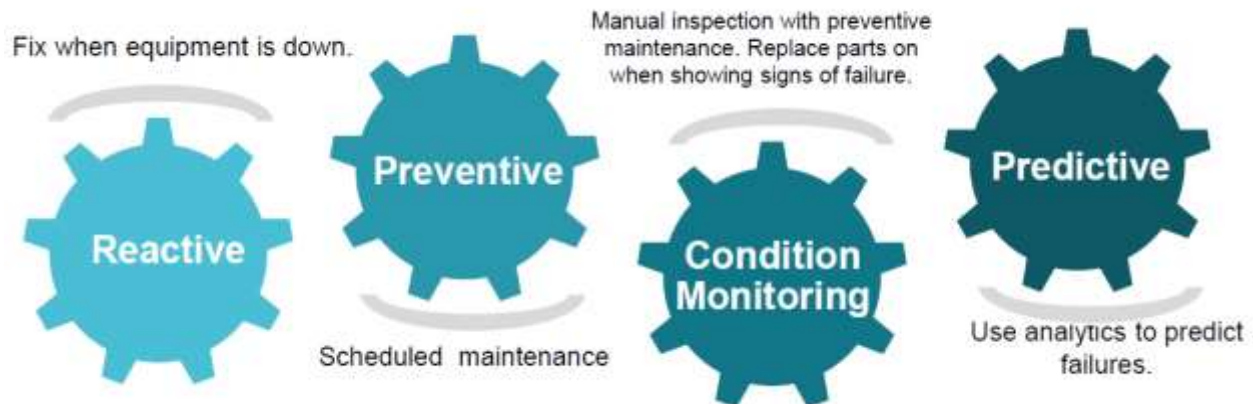 Fix when equipment is down.
Reactive
Preventive
Scheduled maintenance
Manual inspection with preventive
maintenance. Replace parts on
when showing signs of failure.
Condition
Monitoring
Predictive
Use analytics to predict
failures.